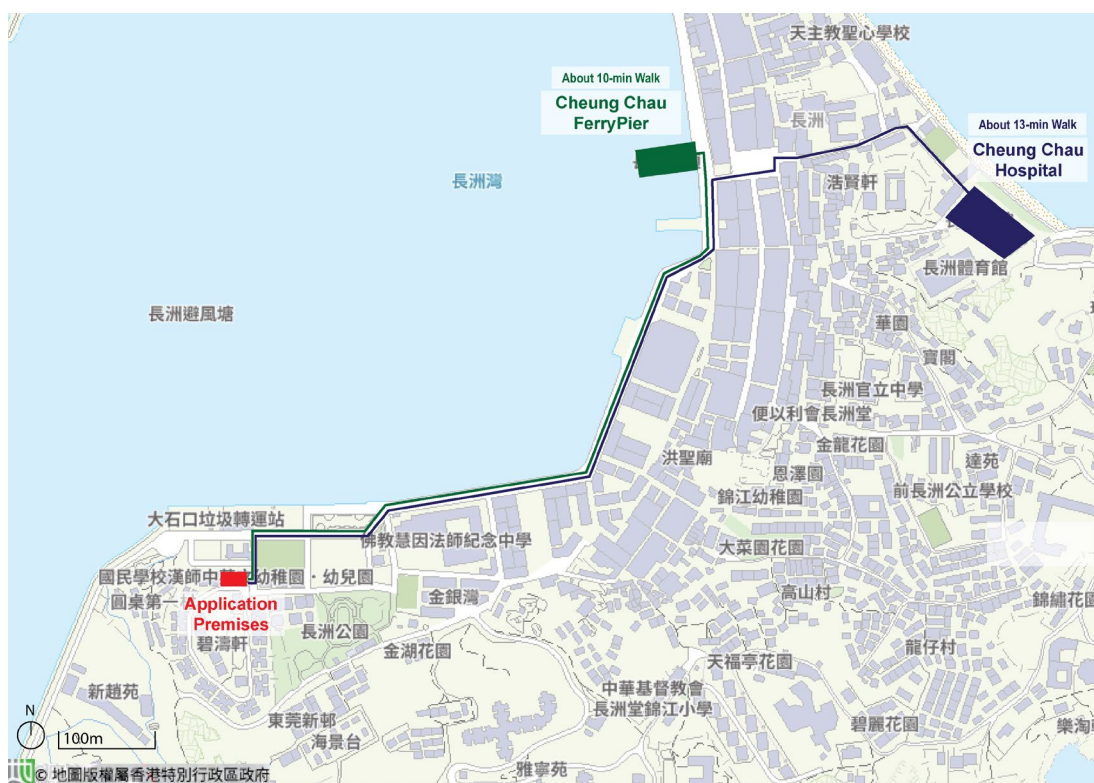 天主教聖心學校
About 10-min Walk
Cheung Chau
FerryPier
About 13-min Walk
Cheung Chau
Hospital
長洲
長洲灣
浩賢軒
長洲體育館
長洲避風塘
華園
寶閣
長洲官立中學
便以利會長洲堂
金龍花園
洪聖廟
恩澤園
達苑
錦江幼稚園
前長洲公立學校
大石口垃圾轉運站
佛教慧因法師紀念中學
大菜園花園
國民學校漢師中
幼稚園．幼兒園
高山村
圓桌第一
Application
Premises
金銀灣
錦繡花
長洲公園
碧濤軒
金湖花園
龍仔村
天福亭花園
新趙苑
中華基督教會
長洲堂錦江小學
東莞新邨
碧麗花園
海景台
樂淘
雅寧苑
N
100m
© 地圖版權屬香港特別行政區政府